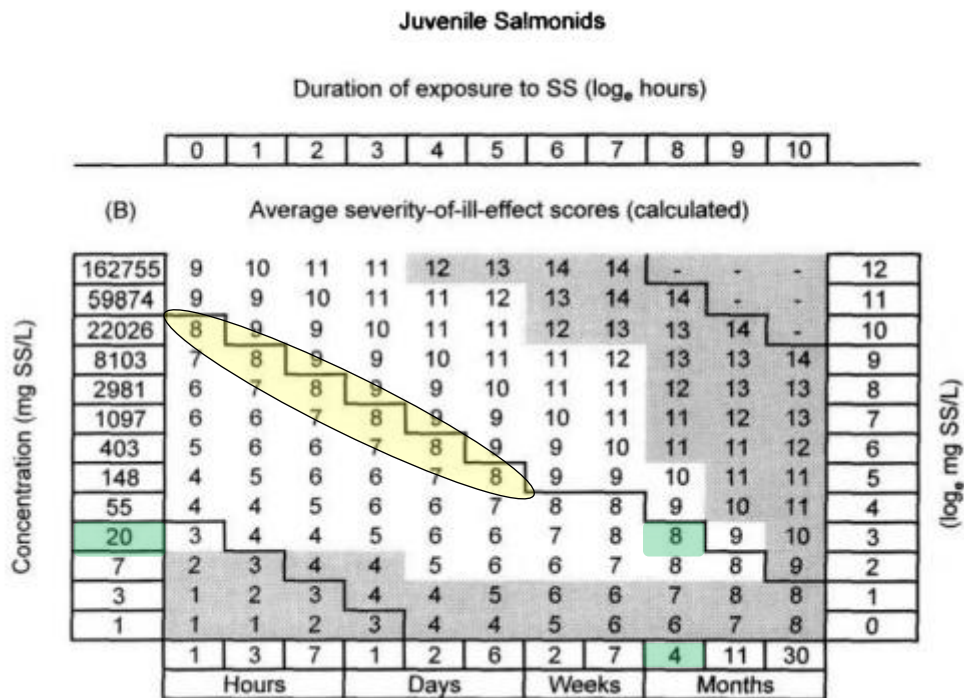 Juvenile Salmonids
Duration of exposure to SS (logₑ hours)
0 1 2 3 4 5 6 7 8 9 10
(B) Average severity-of-ill-effect scores (calculated)
162755 9 10 11 11 12 13 14 14 - - - 12
59874 9 9 10 11 11 12 13 14 14 - - 11
22026 8 9 9 10 11 11 12 13 13 14 - 10
8103 7 8 9 9 10 11 11 12 13 13 14 9
2981 6 7 8 9 9 10 11 11 12 13 13 8
1097 6 6 7 8 9 9 10 11 11 12 13 7
403 5 6 6 7 8 9 9 10 11 11 12 6
148 4 5 6 6 7 8 9 9 10 11 11 5
55 4 4 5 6 6 7 8 8 9 10 11 4
20 3 4 4 5 6 6 7 8 8 9 10 3
7 2 3 4 4 5 6 6 7 8 8 9 2
3 1 2 3 4 4 5 6 6 7 8 8 1
1 1 1 2 3 4 4 5 6 6 7 8 0
1 3 7 1 2 6 2 7 4 11 30
Hours Days Weeks Months
Concentration (mg SS/L)
(logₑ mg SS/L)